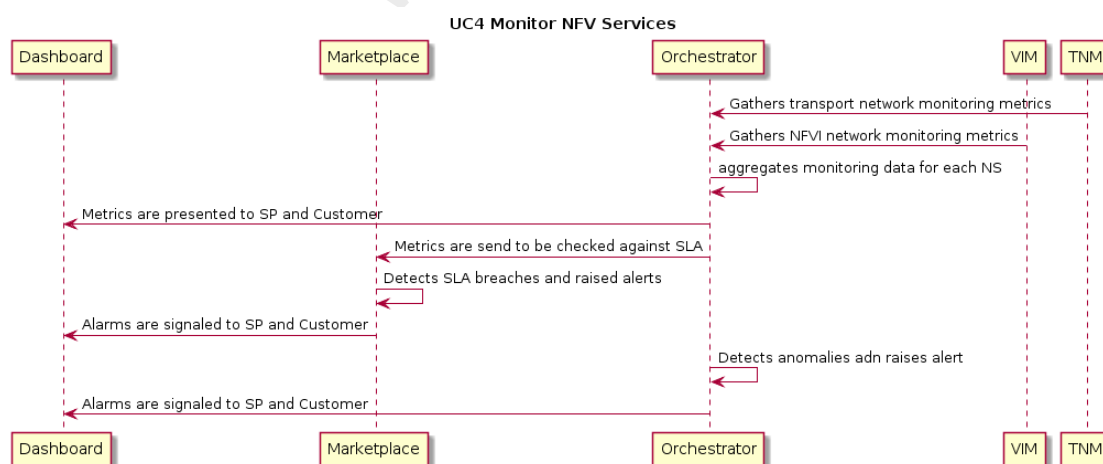 UC4 Monitor NFV Services
Dashboard Marketplace Orchestrator VIM TNM
Gathers transport network monitoring metrics
Gathers NFVI network monitoring metrics
aggregates monitoring data for each NS
Metrics are presented to SP and Customer
Metrics are send to be checked against SLA
Detects SLA breaches and raised alerts
Alarms are signaled to SP and Customer
Detects anomalies adn raises alert
Alarms are signaled to SP and Customer
Dashboard Marketplace Orchestrator VIM TNM